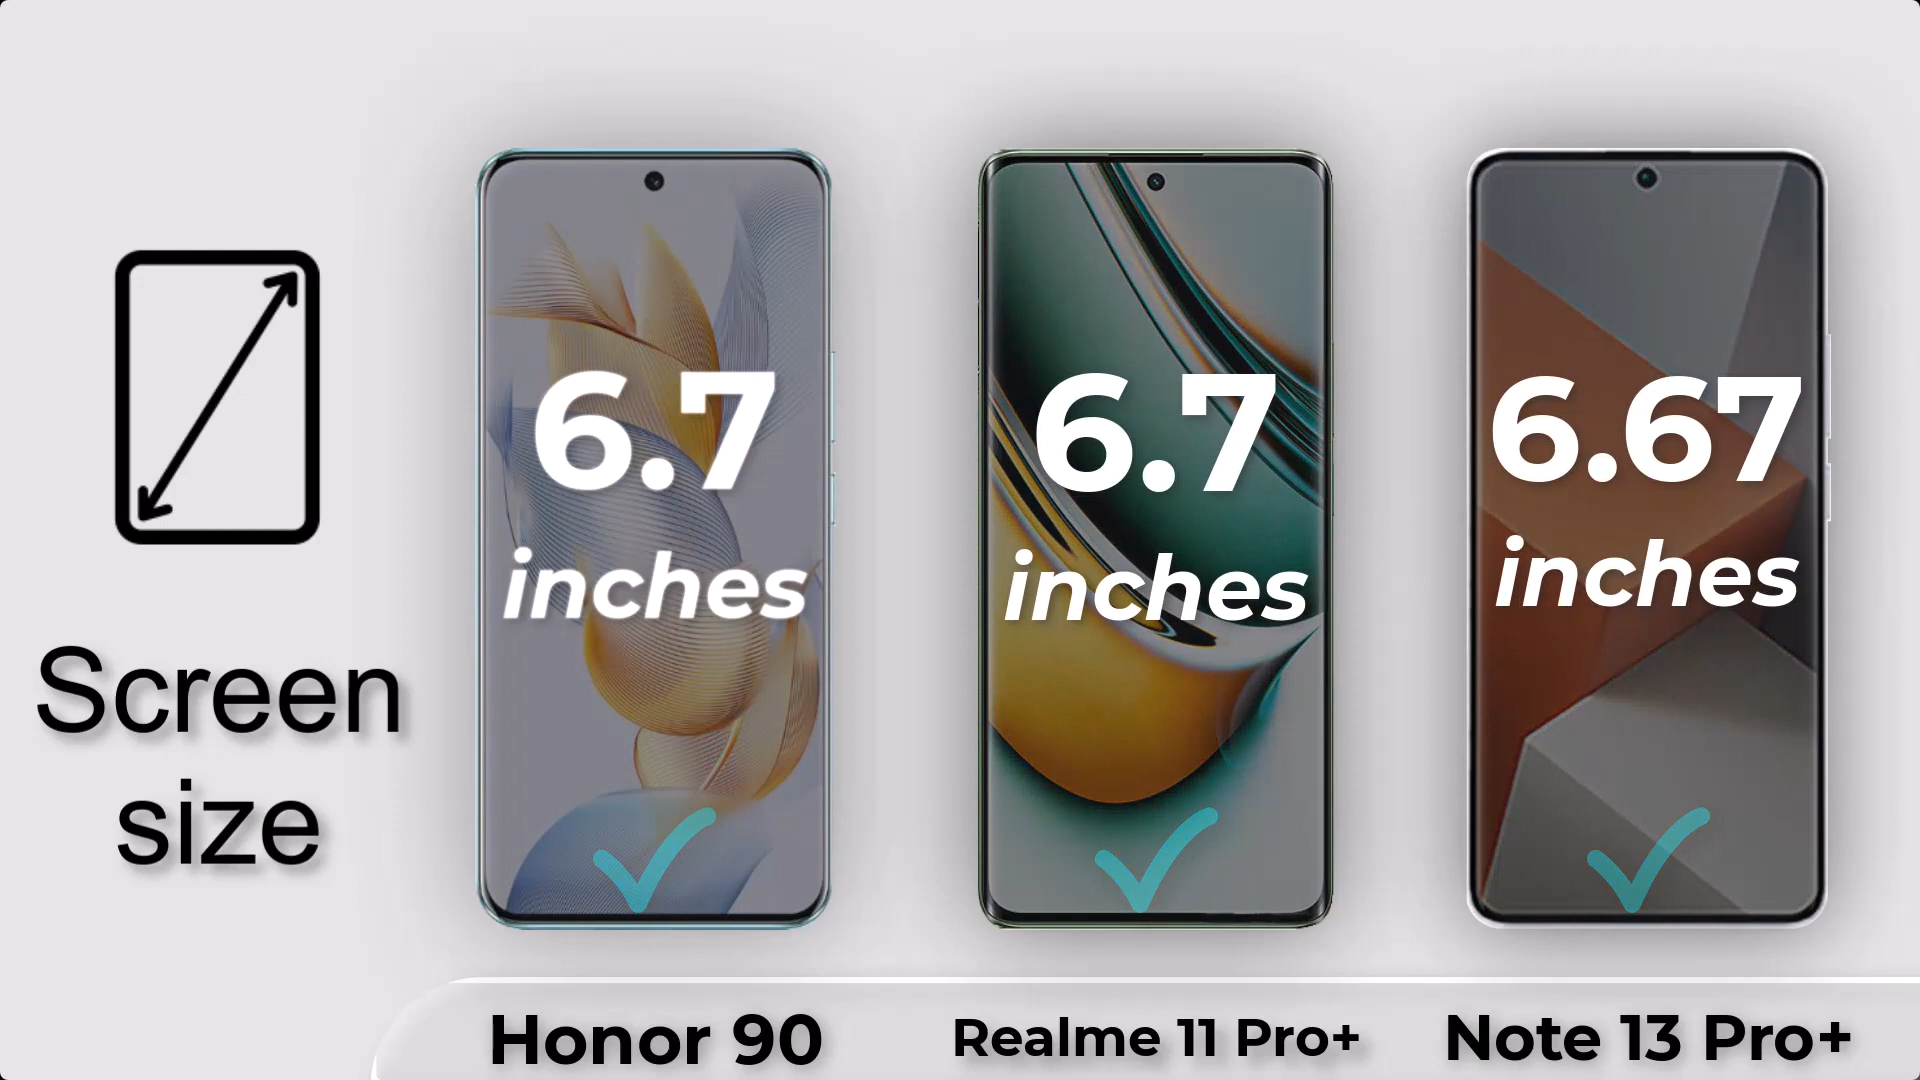 Screen
size
6.7
inches
6.7
inches
6.67
inches
Honor 90
Realme 11 Pro+
Note 13 Pro+